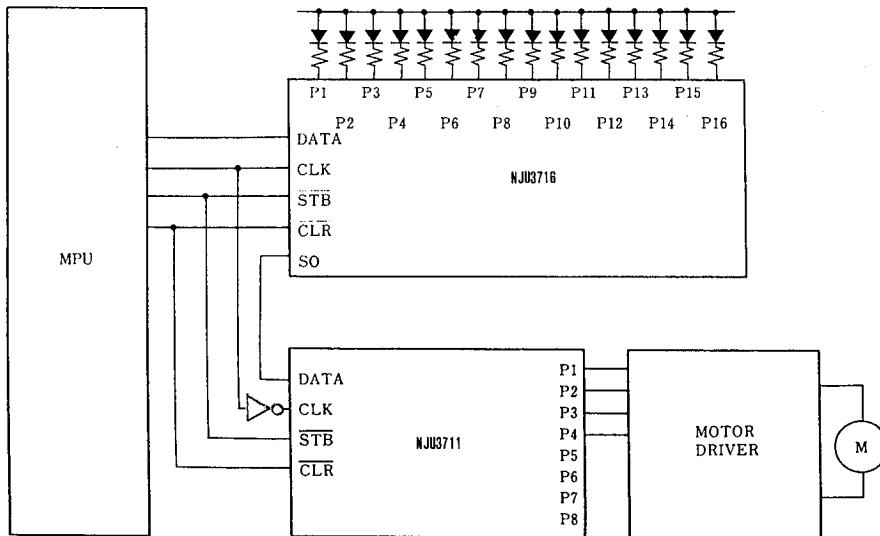 P1 P3 P5 P7 P9 P11 P13 P15
P2 P4 P6 P8 P10 P12 P14 P16
DATA
CLK
STB
CLR
SO
NJU3716
MPU
DATA
CLK
STB
CLR
NJU3711
P1
P2
P3
P4
P5
P6
P7
P8
MOTOR
DRIVER
M